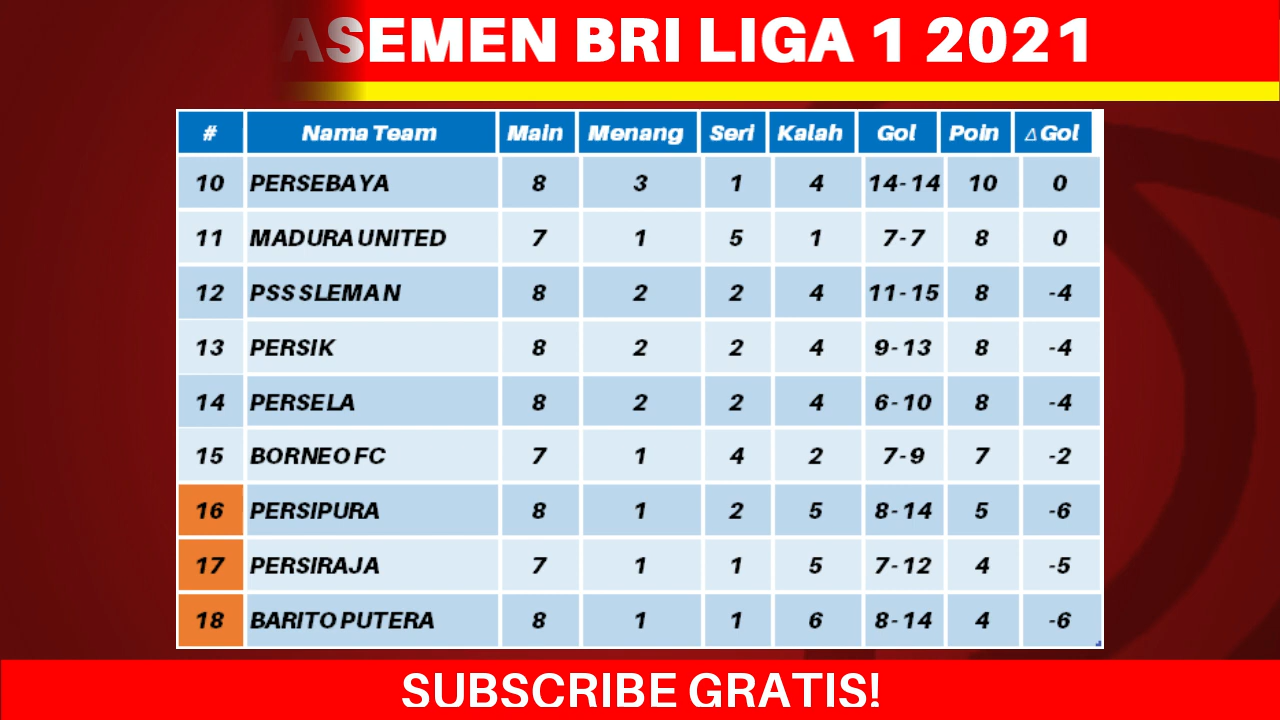 ASEMEN BRI LIGA 1 2021
# Nama Team Main Menang Seri Kalah Gol Poin △ Gol
10 PERSEBAYA 8 3 1 4 14-14 10 0
11 MADURA UNITED 7 1 5 1 7-7 8 0
12 PSS SLEMAN 8 2 2 4 11-15 8 -4
13 PERSIK 8 2 2 4 9-13 8 -4
14 PERSELA 8 2 2 4 6-10 8 -4
15 BORNEO FC 7 1 4 2 7-9 7 -2
16 PERSIPURA 8 1 2 5 8-14 5 -6
17 PERSIRAJA 7 1 1 5 7-12 4 -5
18 BARITO PUTERA 8 1 1 6 8-14 4 -6
SUBSCRIBE GRATIS!